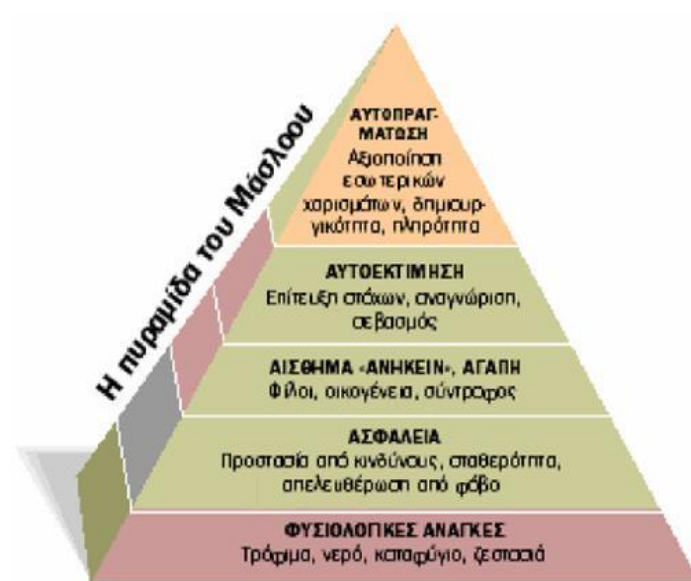 Η πυραμίδα του Μάσλοου
ΑΥΤΟΠΡΑΓ-
ΜΑΤΩΣΗ
Αξιοποίηση
εσωτερικών
χαρισμάτων, δημιουρ-
γικότητα, πληρότητα
ΑΥΤΟΕΚΤΙΜΗΣΗ
Επίτευξη στόχων, αναγνώριση,
σεβασμός
ΑΙΣΘΗΜΑ «ΑΝΗΚΕΙΝ», ΑΓΑΠΗ
Φίλοι, οικογένεια, σύντροφος
ΑΣΦΑΛΕΙΑ
Προστασία από κινδύνους, σταθερότητα,
απελευθέρωση από φόβο
ΦΥΣΙΟΛΟΓΙΚΕΣ ΑΝΑΓΚΕΣ
Τρόφιμα, νερό, καταφύγιο, ζεστασιά